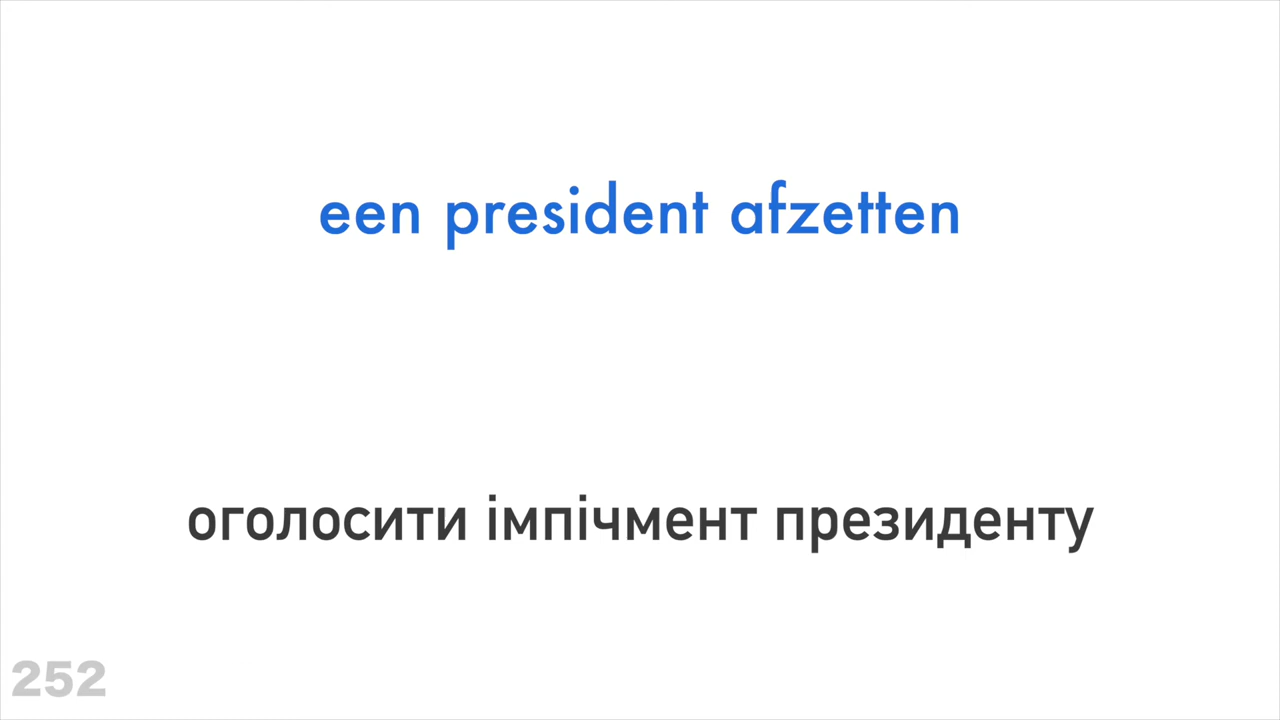 een president afzetten
оголосити імпічмент президенту
252